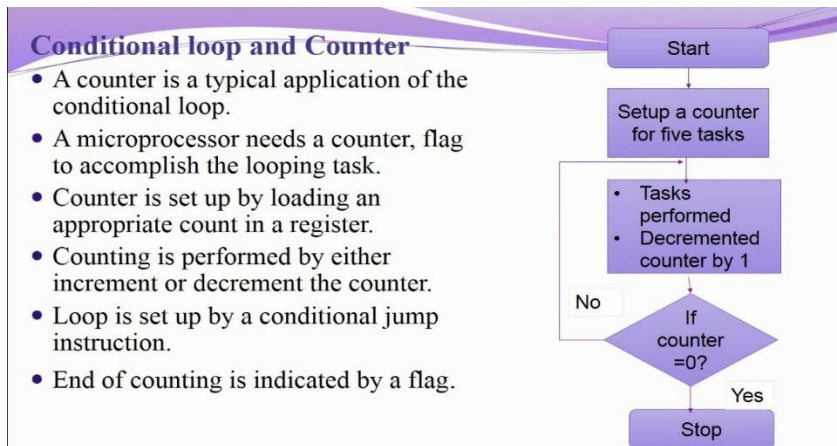 Conditional loop and Counter
• A counter is a typical application of the
conditional loop.
• A microprocessor needs a counter, flag
to accomplish the looping task.
• Counter is set up by loading an
appropriate count in a register.
• Counting is performed by either
increment or decrement the counter.
• Loop is set up by a conditional jump
instruction.
• End of counting is indicated by a flag.
Start
Setup a counter
for five tasks
• Tasks
performed
• Decremented
counter by 1
No
If
counter
=0?
Yes
Stop